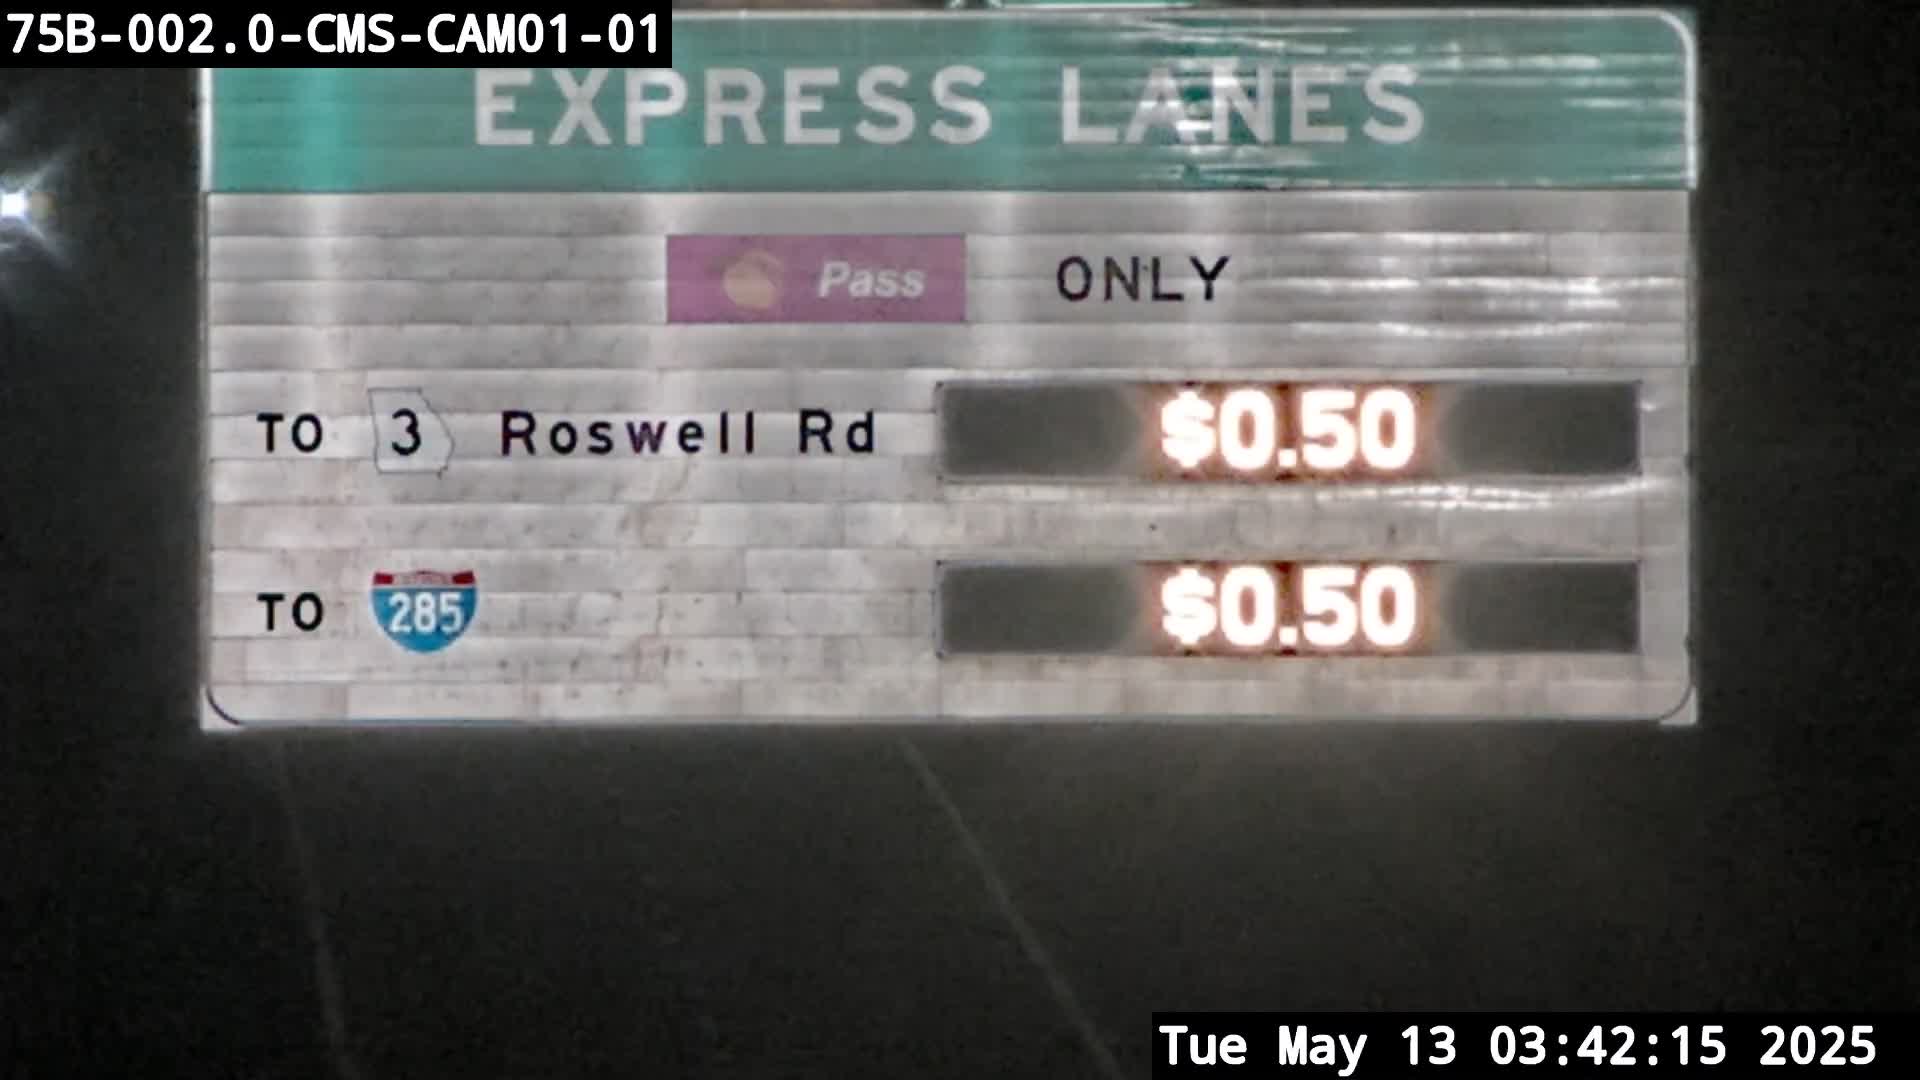 75B-002.0-CMS-CAM01-01
EXPRESS LANES
Pass ONLY
TO 3 Roswell Rd $0.50
TO 285 $0.50
Tue May 13 03:42:15 2025